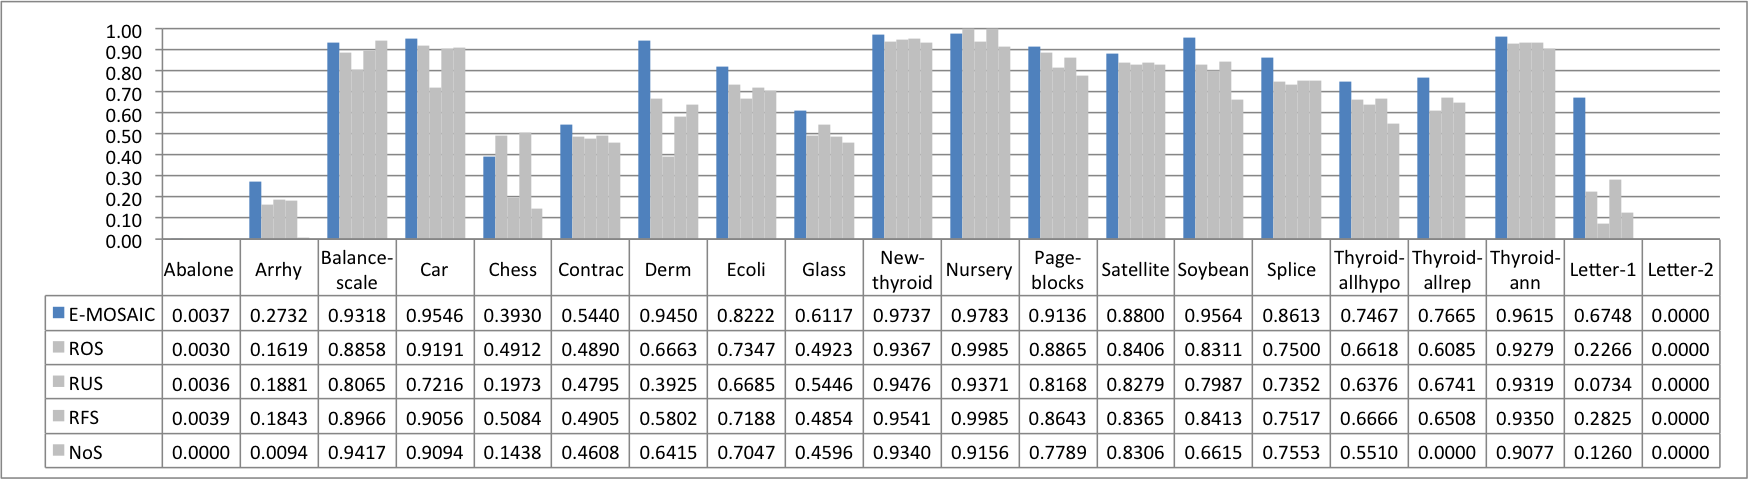 1.00
0.90
0.80
0.70
0.60
0.50
0.40
0.30
0.20
0.10
0.00
Abalone Arrhy Balance-scale Car Chess Contrac Derm Ecoli Glass New-thyroid Nursery Page-blocks Satellite Soybean Splice Thyroid-allhypo Thyroid-allrep Thyroid-ann Letter-1 Letter-2
E-MOSAIC 0.0037 0.2732 0.9318 0.9546 0.3930 0.5440 0.9450 0.8222 0.6117 0.9737 0.9783 0.9136 0.8800 0.9564 0.8613 0.7467 0.7665 0.9615 0.6748 0.0000
ROS 0.0030 0.1619 0.8858 0.9191 0.4912 0.4890 0.6663 0.7347 0.4923 0.9367 0.9985 0.8865 0.8406 0.8311 0.7500 0.6618 0.6085 0.9279 0.2266 0.0000
RUS 0.0036 0.1881 0.8065 0.7216 0.1973 0.4795 0.3925 0.6685 0.5446 0.9476 0.9371 0.8168 0.8279 0.7987 0.7352 0.6376 0.6741 0.9319 0.0734 0.0000
RFS 0.0039 0.1843 0.8966 0.9056 0.5084 0.4905 0.5802 0.7188 0.4854 0.9541 0.9985 0.8643 0.8365 0.8413 0.7517 0.6666 0.6508 0.9350 0.2825 0.0000
NoS 0.0000 0.0094 0.9417 0.9094 0.1438 0.4608 0.6415 0.7047 0.4596 0.9340 0.9156 0.7789 0.8306 0.6615 0.7553 0.5510 0.0000 0.9077 0.1260 0.0000